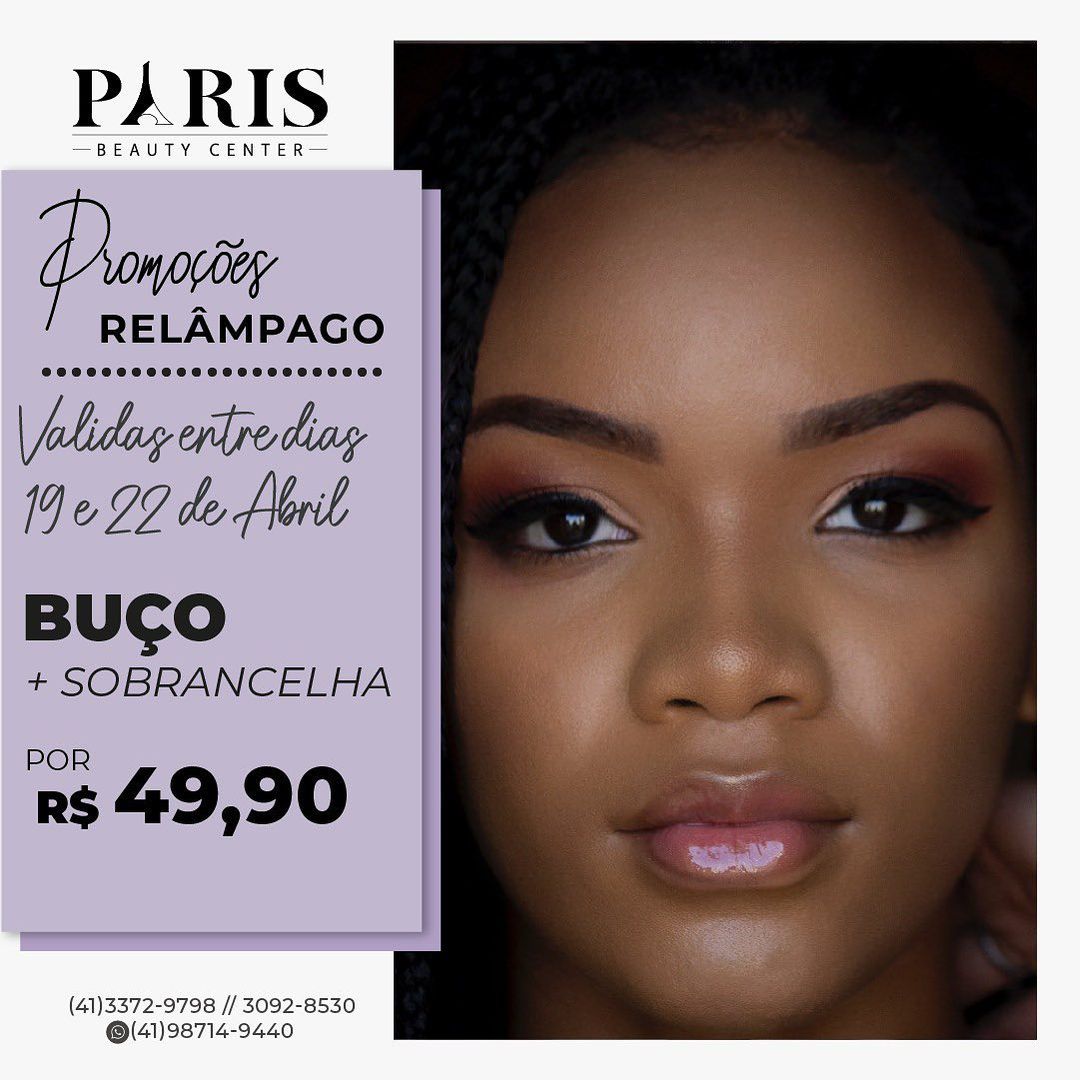 PARIS
BEAUTY CENTER
Promoções
RELÂMPAGO
Validas entre dias
19 e 22 de Abril
BUÇO
+ SOBRANCELHA
POR
R$ 49,90
(41)3372-9798 // 3092-8530
(41)98714-9440